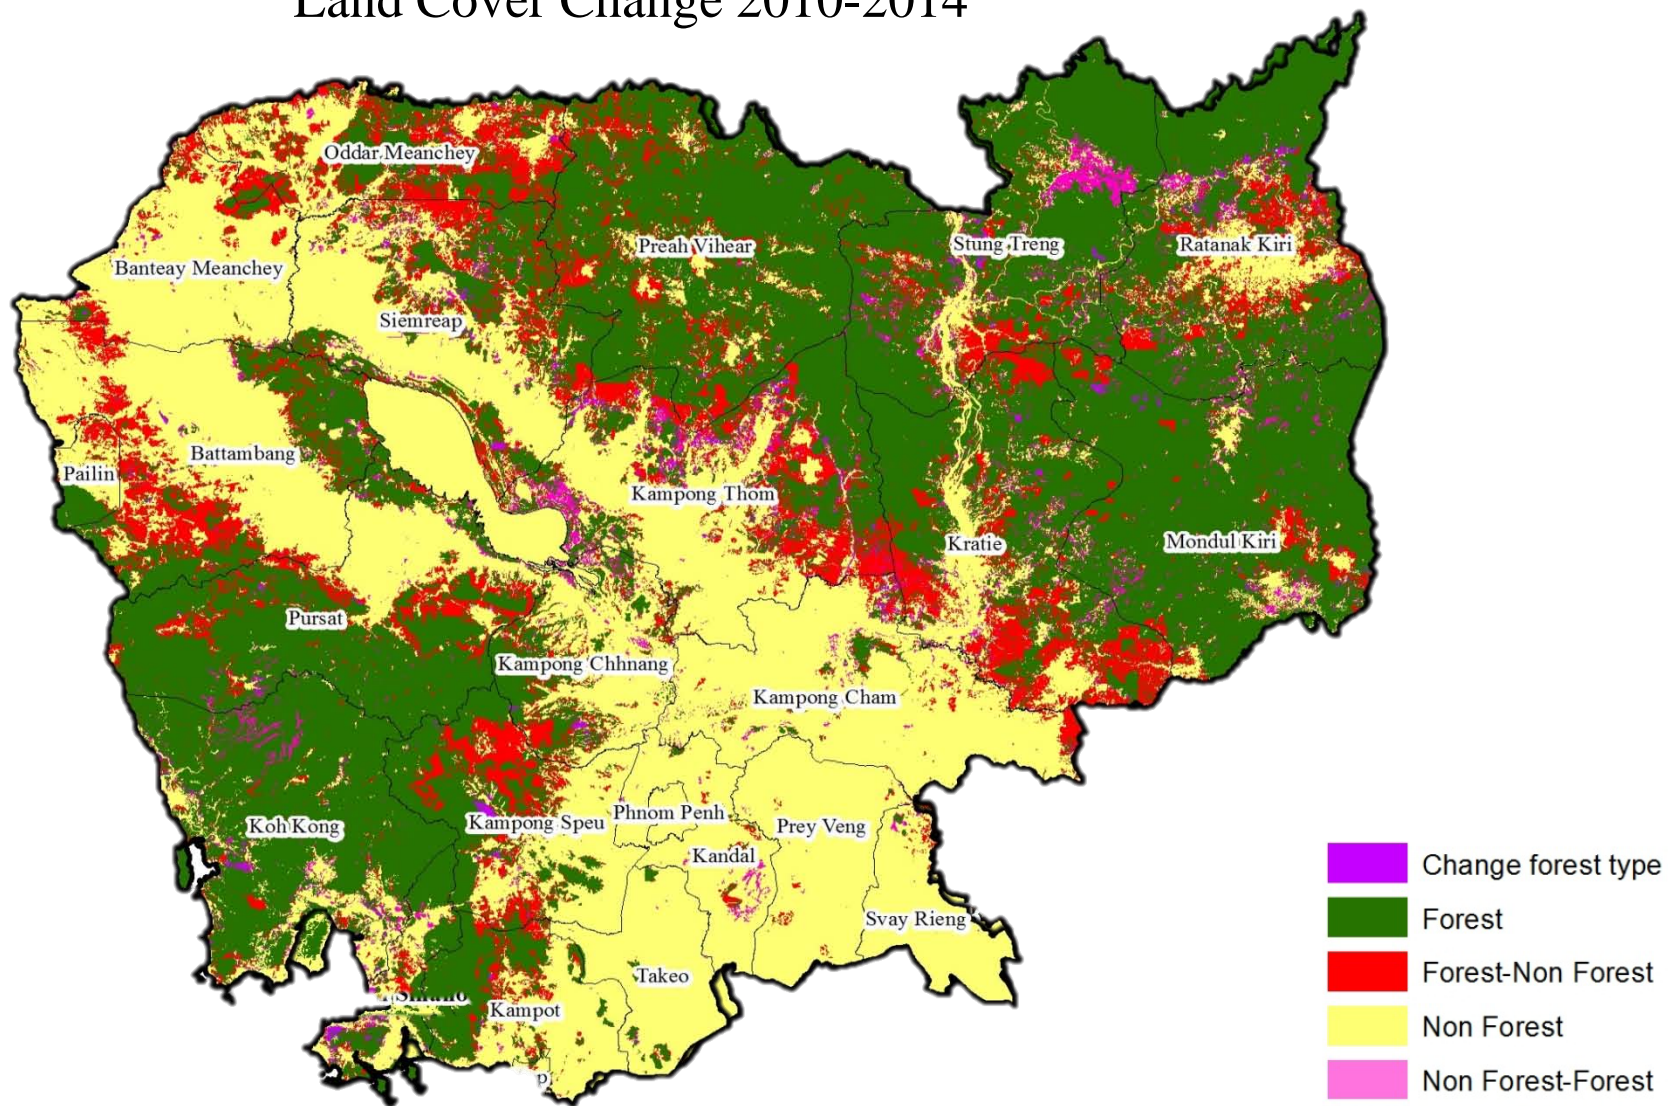 Land Cover Change 2010-2014
Oddar Meanchey
Preah Vihear
Stung Treng
Ratanak Kiri
Banteay Meanchey
Siemreap
Battambang
Pailin
Kampong Thom
Kratie
Mondul Kiri
Pursat
Kampong Chhnang
Kampong Cham
Koh Kong
Kampong Speu
Phnom Penh
Prey Veng
Kandal
Svay Rieng
Takeo
Kampot
Change forest type
Forest
Forest-Non Forest
Non Forest
Non Forest-Forest